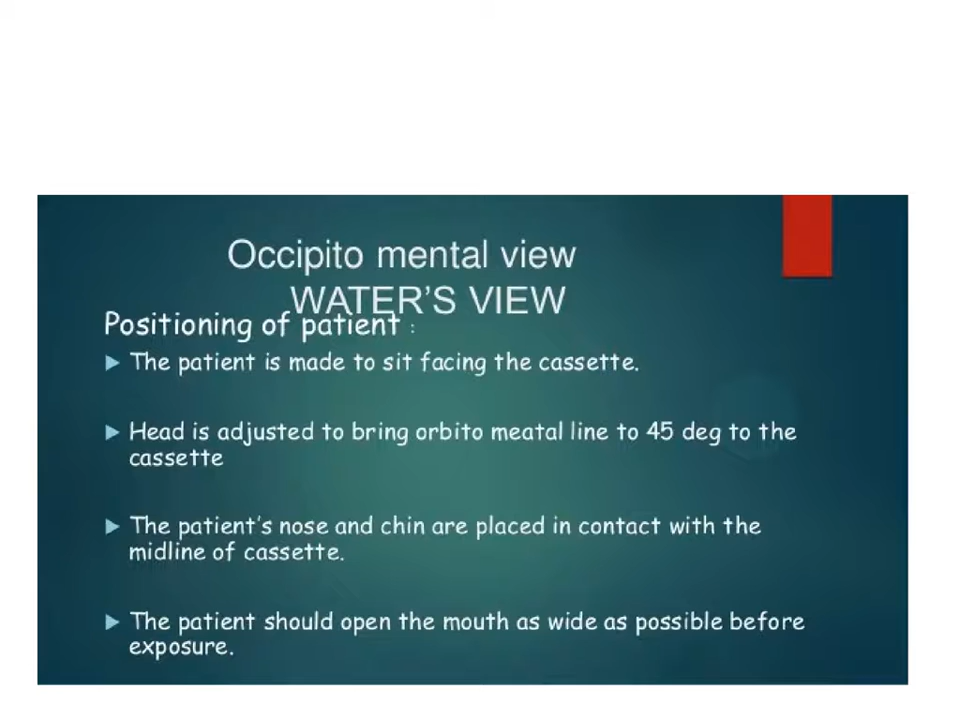 Occipito mental view
WATER'S VIEW
Positioning of patient :
The patient is made to sit facing the cassette.
Head is adjusted to bring orbito meatal line to 45 deg to the
cassette
The patient's nose and chin are placed in contact with the
midline of cassette.
The patient should open the mouth as wide as possible before
exposure.